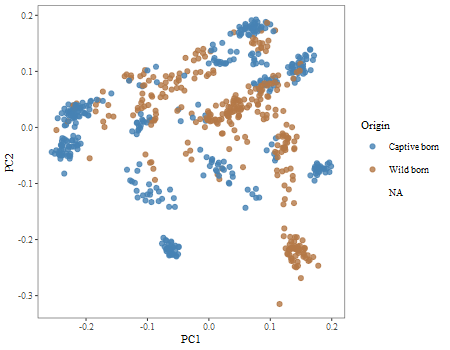 0.2
0.1
0.0
-0.1
-0.2
-0.3
PC2
-0.2 -0.1 0.0 0.1 0.2
PC1
Origin
Captive born
Wild born
NA